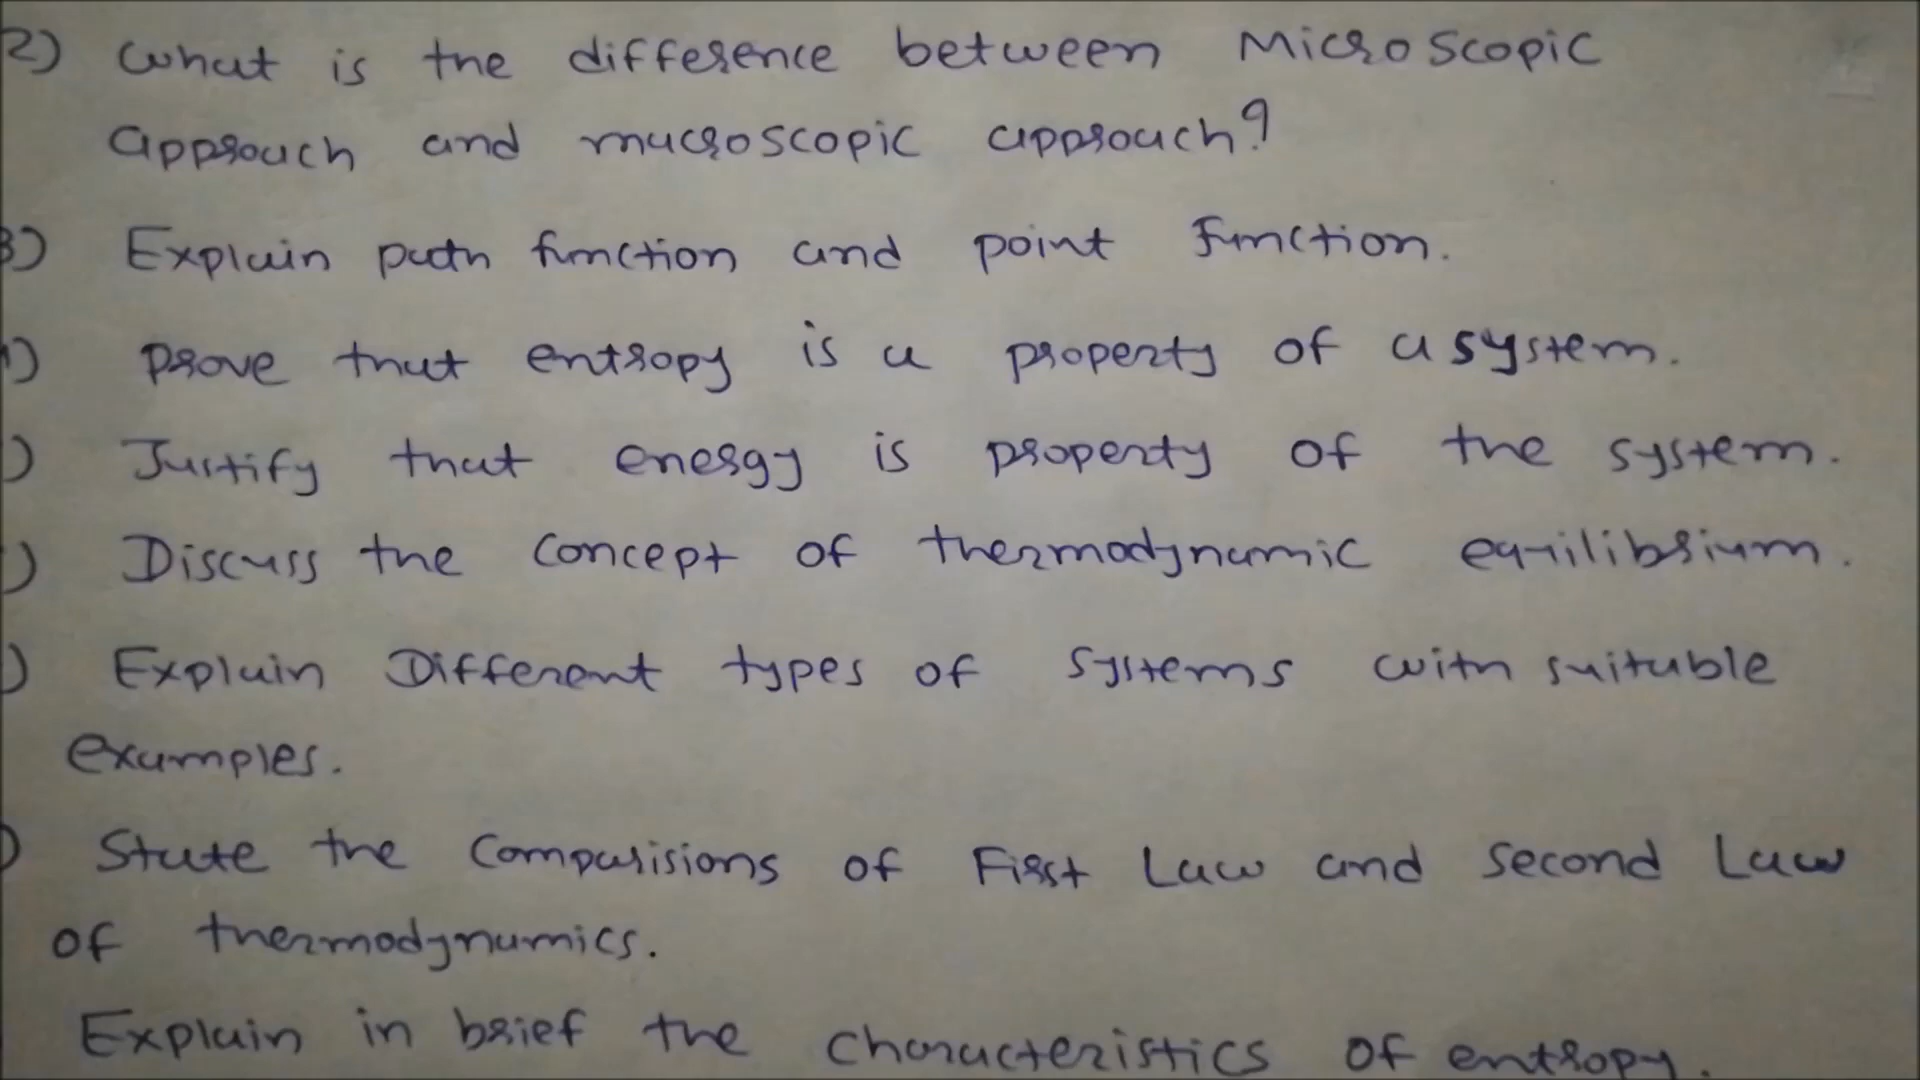 2) What is the difference between Microscopic
approach and macroscopic approach?
3) Explain path function and point function.
) Prove that entropy is a property of a system.
) Justify that energy is property of the system.
) Discuss the concept of thermodynamic equilibrium.
) Explain Different types of systems with suitable
examples.
) State the Comparisions of First Law and second Law
of thermodynamics.
Explain in brief the characteristics of entropy.